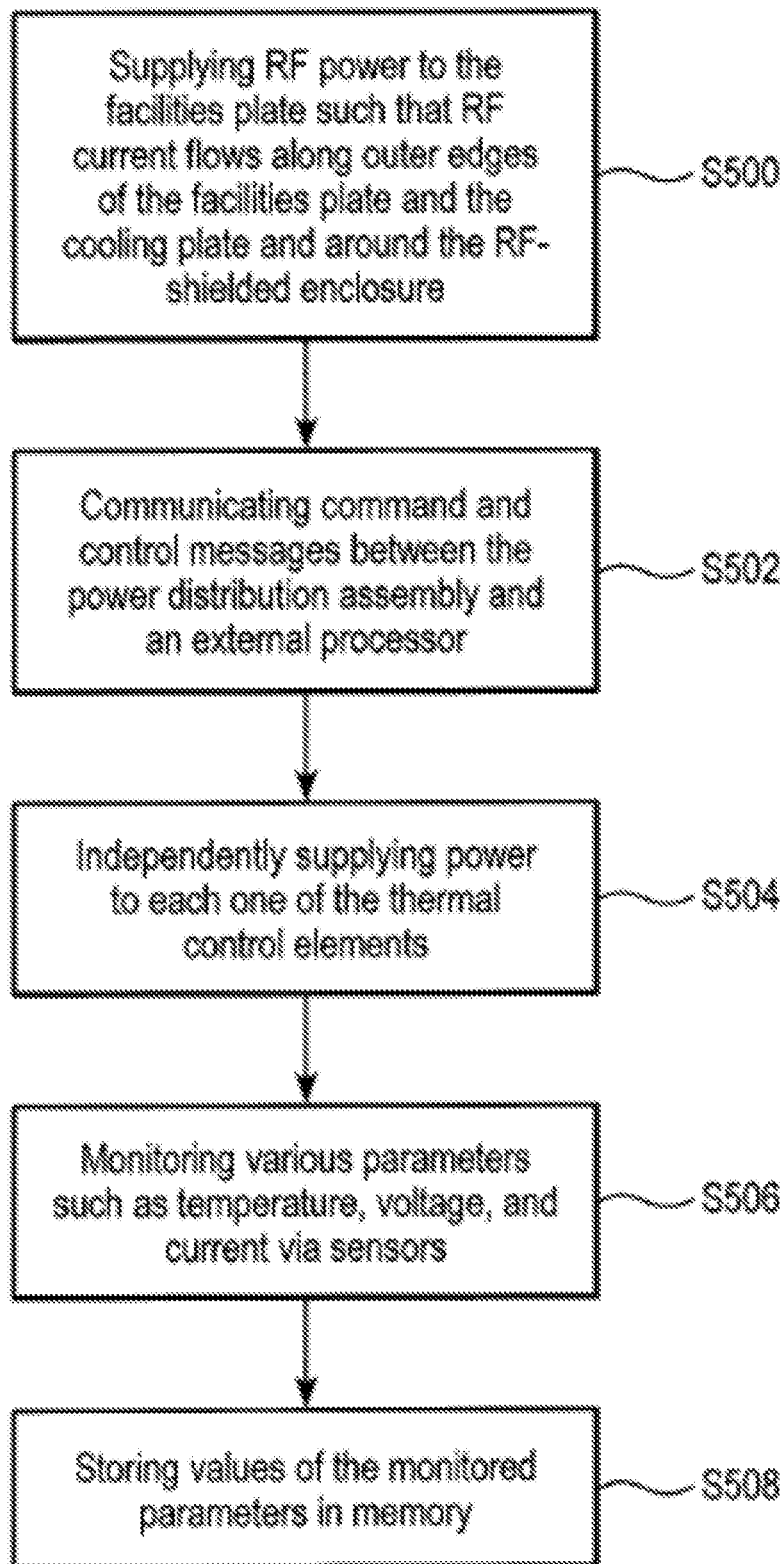 Supplying RF power to the
facilities plate such that RF
current flows along outer edges
of the facilities plate and the
cooling plate and around the RF-
shielded enclosure
S500
Communicating command and
control messages between the
power distribution assembly and
an external processor
S502
Independently supplying power
to each one of the thermal
control elements
S504
Monitoring various parameters
such as temperature, voltage, and
current via sensors
S506
Storing values of the monitored
parameters in memory
S508